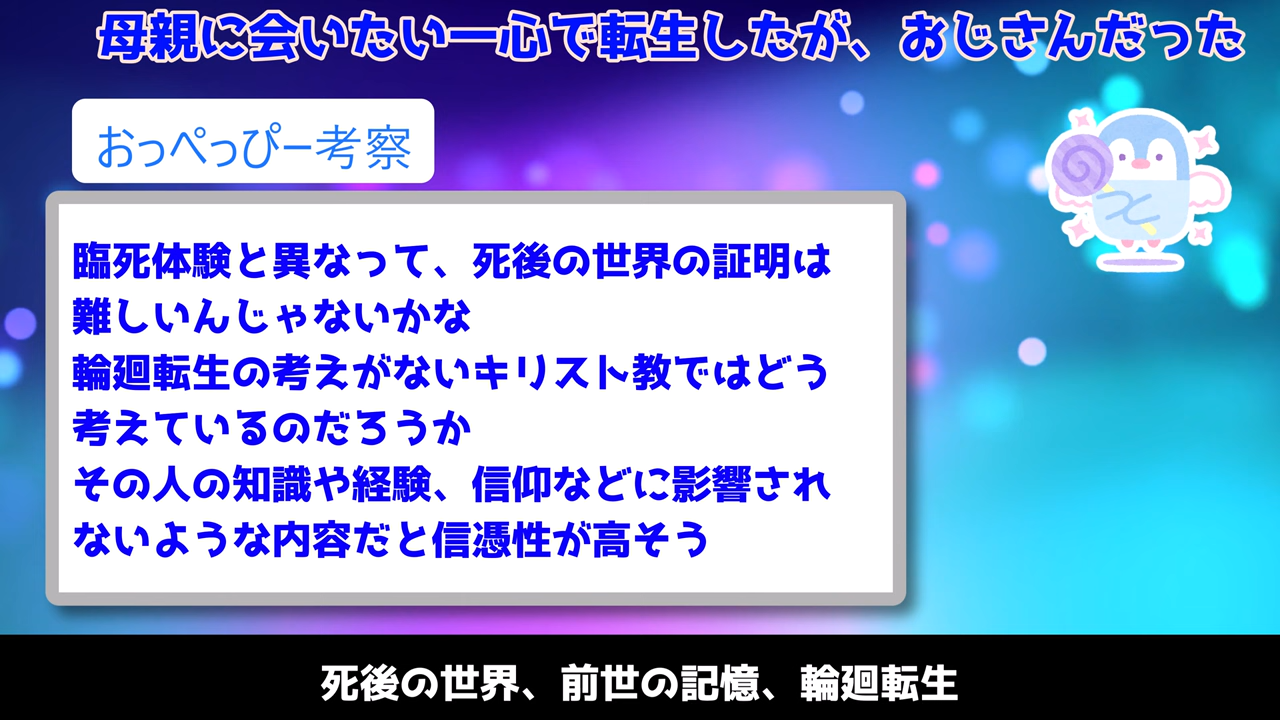 母親に会いたい一心で転生したが、おじさんだった
おっぺっぴー考察
臨死体験と異なって、死後の世界の証明は
難しいんじゃないかな
輪廻転生の考えがないキリスト教ではどう
考えているのだろうか
その人の知識や経験、信仰などに影響され
ないような内容だと信憑性が高そう
死後の世界、前世の記憶、輪廻転生